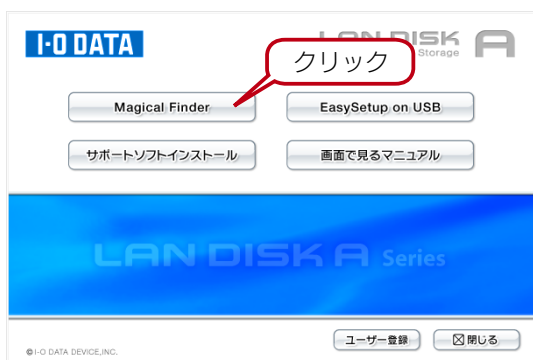 I-O DATA
LAN DISK A
Storage
クリック
Magical Finder
EasySetup on USB
サポートソフトインストール
画面で見るマニュアル
LAN DISK A Series
ユーザー登録
閉じる
©I-O DATA DEVICE,INC.